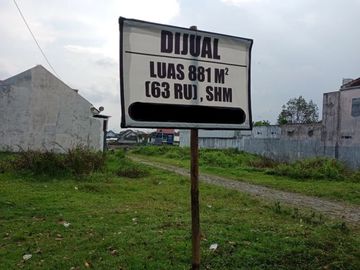 DIJUAL
LUAS 881 M²
(63 RU), SHM